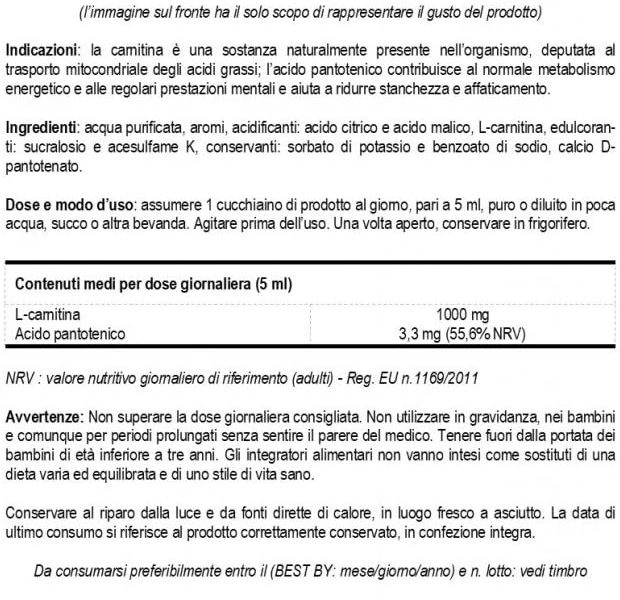 (l'immagine sul fronte ha il solo scopo di rappresentare il gusto del prodotto)
Indicazioni: la carnitina è una sostanza naturalmente presente nell'organismo, deputata al
trasporto mitocondriale degli acidi grassi; l'acido pantotenico contribuisce al normale metabolismo
energetico e alle regolari prestazioni mentali e aiuta a ridurre stanchezza e affaticamento.
Ingredienti: acqua purificata, aromi, acidificanti: acido citrico e acido malico, L-carnitina, edulcoran-
ti: sucralosio e acesulfame K, conservanti: sorbato di potassio e benzoato di sodio, calcio D-
pantotenato.
Dose e modo d'uso: assumere 1 cucchiaino di prodotto al giorno, pari a 5 ml, puro o diluito in poca
acqua, succo o altra bevanda. Agitare prima dell'uso. Una volta aperto, conservare in frigorifero.
Contenuti medi per dose giornaliera (5 ml)
L-carnitina 1000 mg
Acido pantotenico 3,3 mg (55,6% NRV)
NRV : valore nutritivo giornaliero di riferimento (adulti) - Reg. EU n.1169/2011
Avvertenze: Non superare la dose giornaliera consigliata. Non utilizzare in gravidanza, nei bambini
e comunque per periodi prolungati senza sentire il parere del medico. Tenere fuori dalla portata dei
bambini di età inferiore a tre anni. Gli integratori alimentari non vanno intesi come sostituti di una
dieta varia ed equilibrata e di uno stile di vita sano.
Conservare al riparo dalla luce e da fonti dirette di calore, in luogo fresco a asciutto. La data di
ultimo consumo si riferisce al prodotto correttamente conservato, in confezione integra.
Da consumarsi preferibilmente entro il (BEST BY: mese/giorno/anno) e n. lotto: vedi timbro